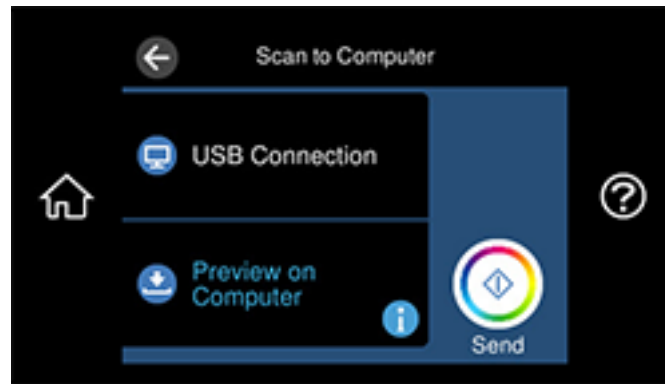 Scan to Computer
USB Connection
Preview on
Computer
Send